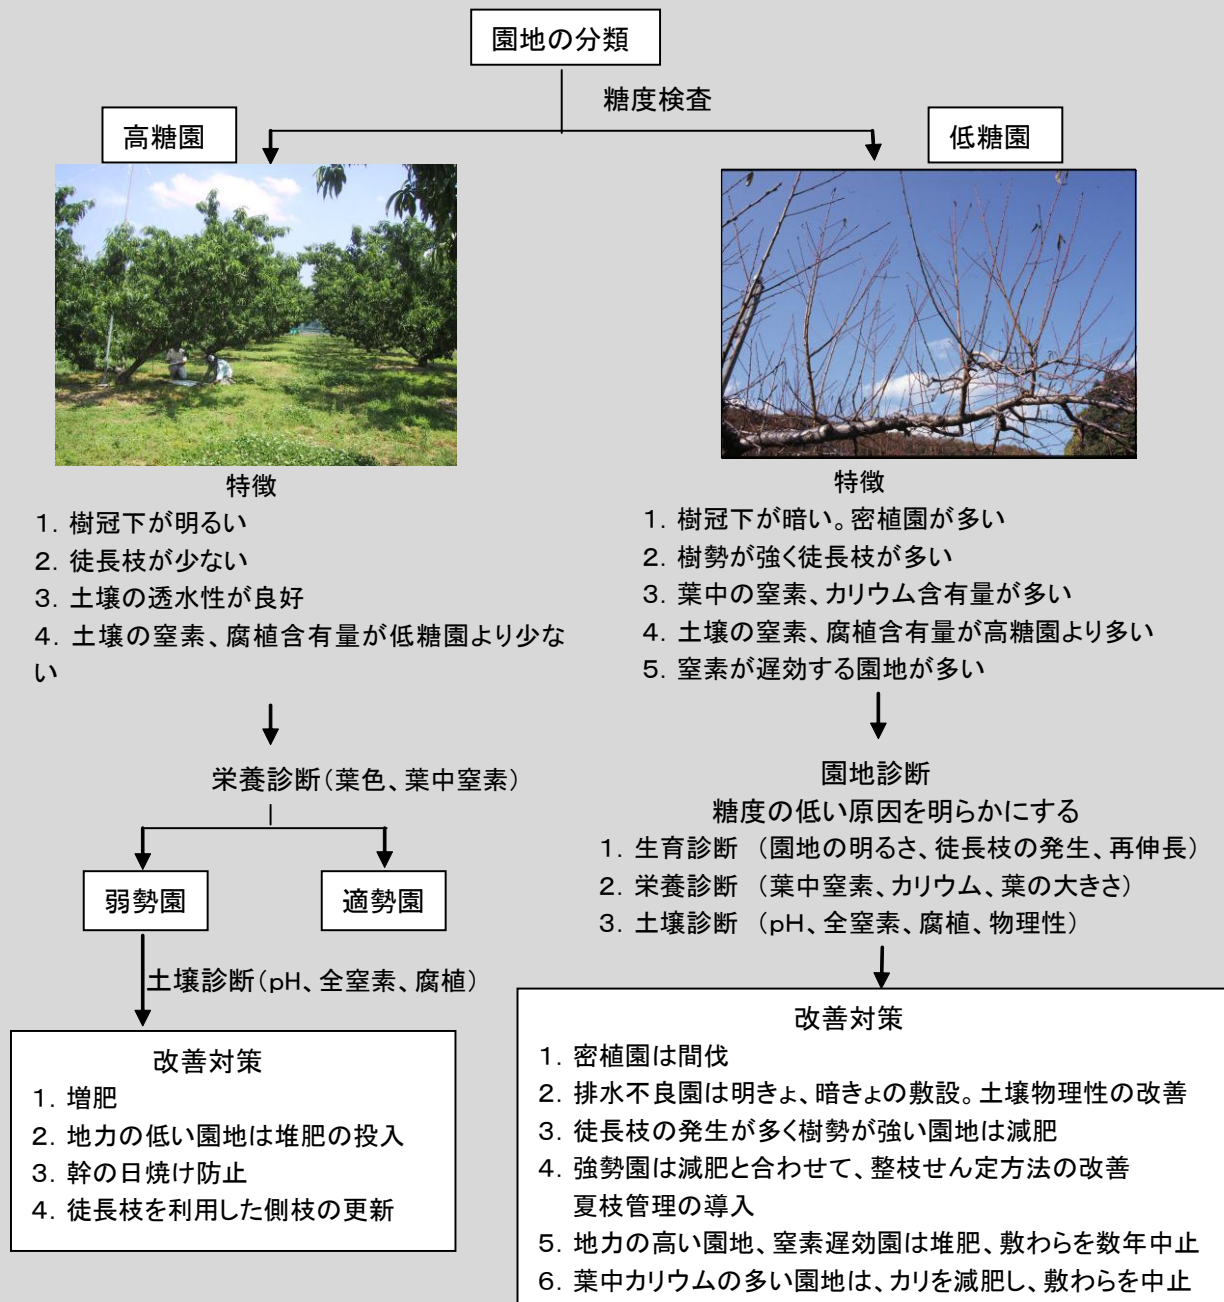 園地の分類
糖度検査
高糖園
低糖園
特徴
1．樹冠下が明るい
2．徒長枝が少ない
3．土壌の透水性が良好
4．土壌の窒素、腐植含有量が低糖園より少な
い
特徴
1．樹冠下が暗い。密植園が多い
2．樹勢が強く徒長枝が多い
3．葉中の窒素、カリウム含有量が多い
4．土壌の窒素、腐植含有量が高糖園より多い
5．窒素が遅効する園地が多い
栄養診断（葉色、葉中窒素）
弱勢園
適勢園
土壌診断（pH、全窒素、腐植）
改善対策
1．増肥
2．地力の低い園地は堆肥の投入
3．幹の日焼け防止
4．徒長枝を利用した側枝の更新
園地診断
糖度の低い原因を明らかにする
1．生育診断　（園地の明るさ、徒長枝の発生、再伸長）
2．栄養診断　（葉中窒素、カリウム、葉の大きさ）
3．土壌診断　（pH、全窒素、腐植、物理性）
改善対策
1．密植園は間伐
2．排水不良園は明きょ、暗きょの敷設。土壌物理性の改善
3．徒長枝の発生が多く樹勢が強い園地は減肥
4．強勢園は減肥と合わせて、整枝せん定方法の改善
夏枝管理の導入
5．地力の高い園地、窒素遅効園は堆肥、敷わらを数年中止
6．葉中カリウムの多い園地は、カリを減肥し、敷わらを中止